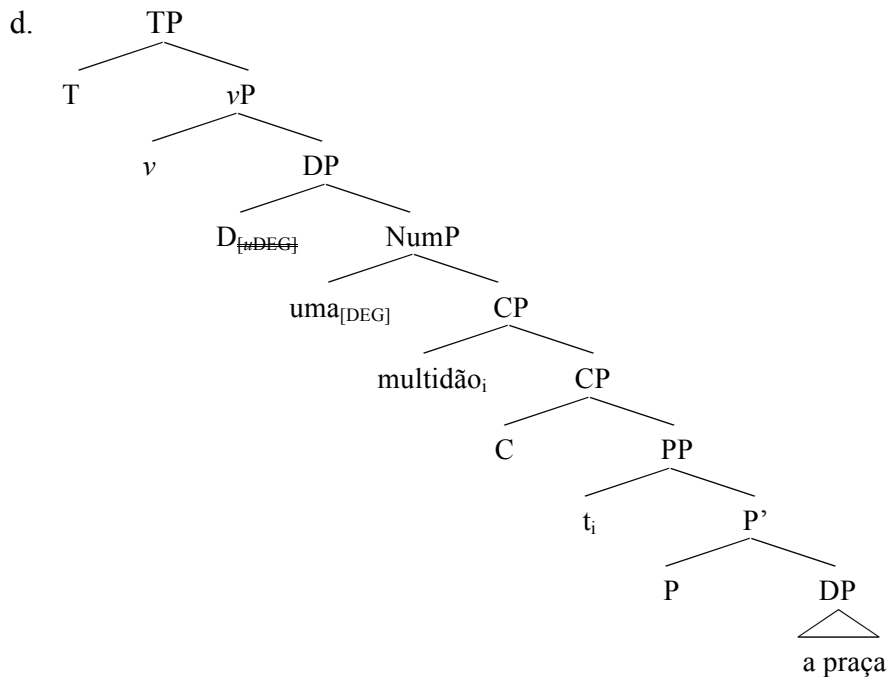 d. TP
T vP
v DP
D[uDEG] NumP
uma[DEG] CP
multidãoi CP
C PP
ti P’
P DP
a praça